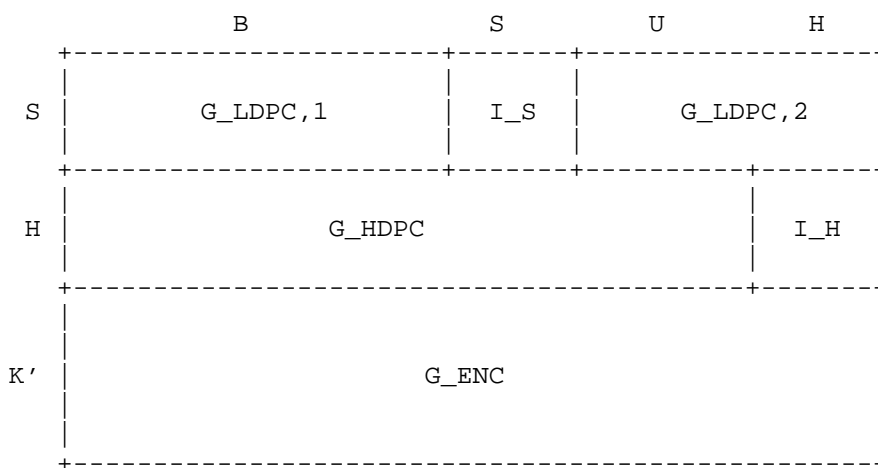 B S U H
S G_LDPC,1 I_S G_LDPC,2
H G_HDPC I_H
K' G_ENC